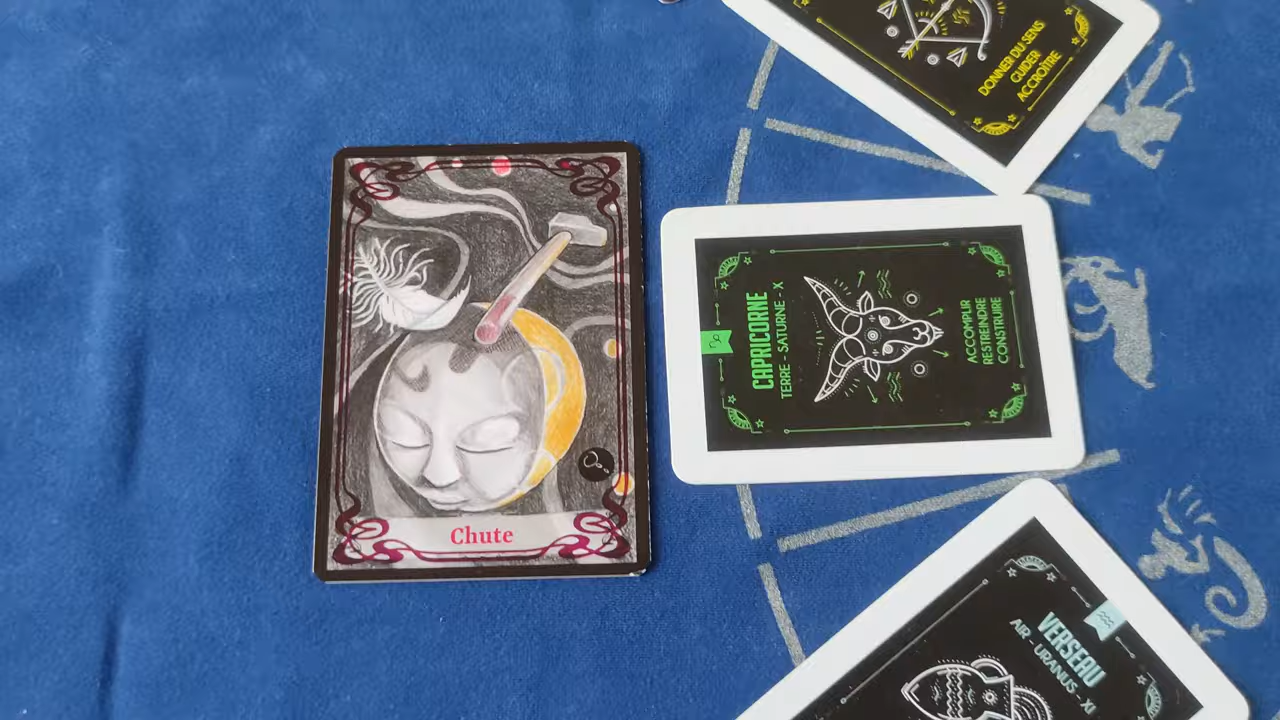 DONNER DU SENS
GUIDER
ACCROÎTRE
Chute
CAPRICORNE
TERRE - SATURNE - X
ACCOMPLIR
RESTREINDRE
CONSTRUIRE
VERSEAU
AIR - URANUS - XI